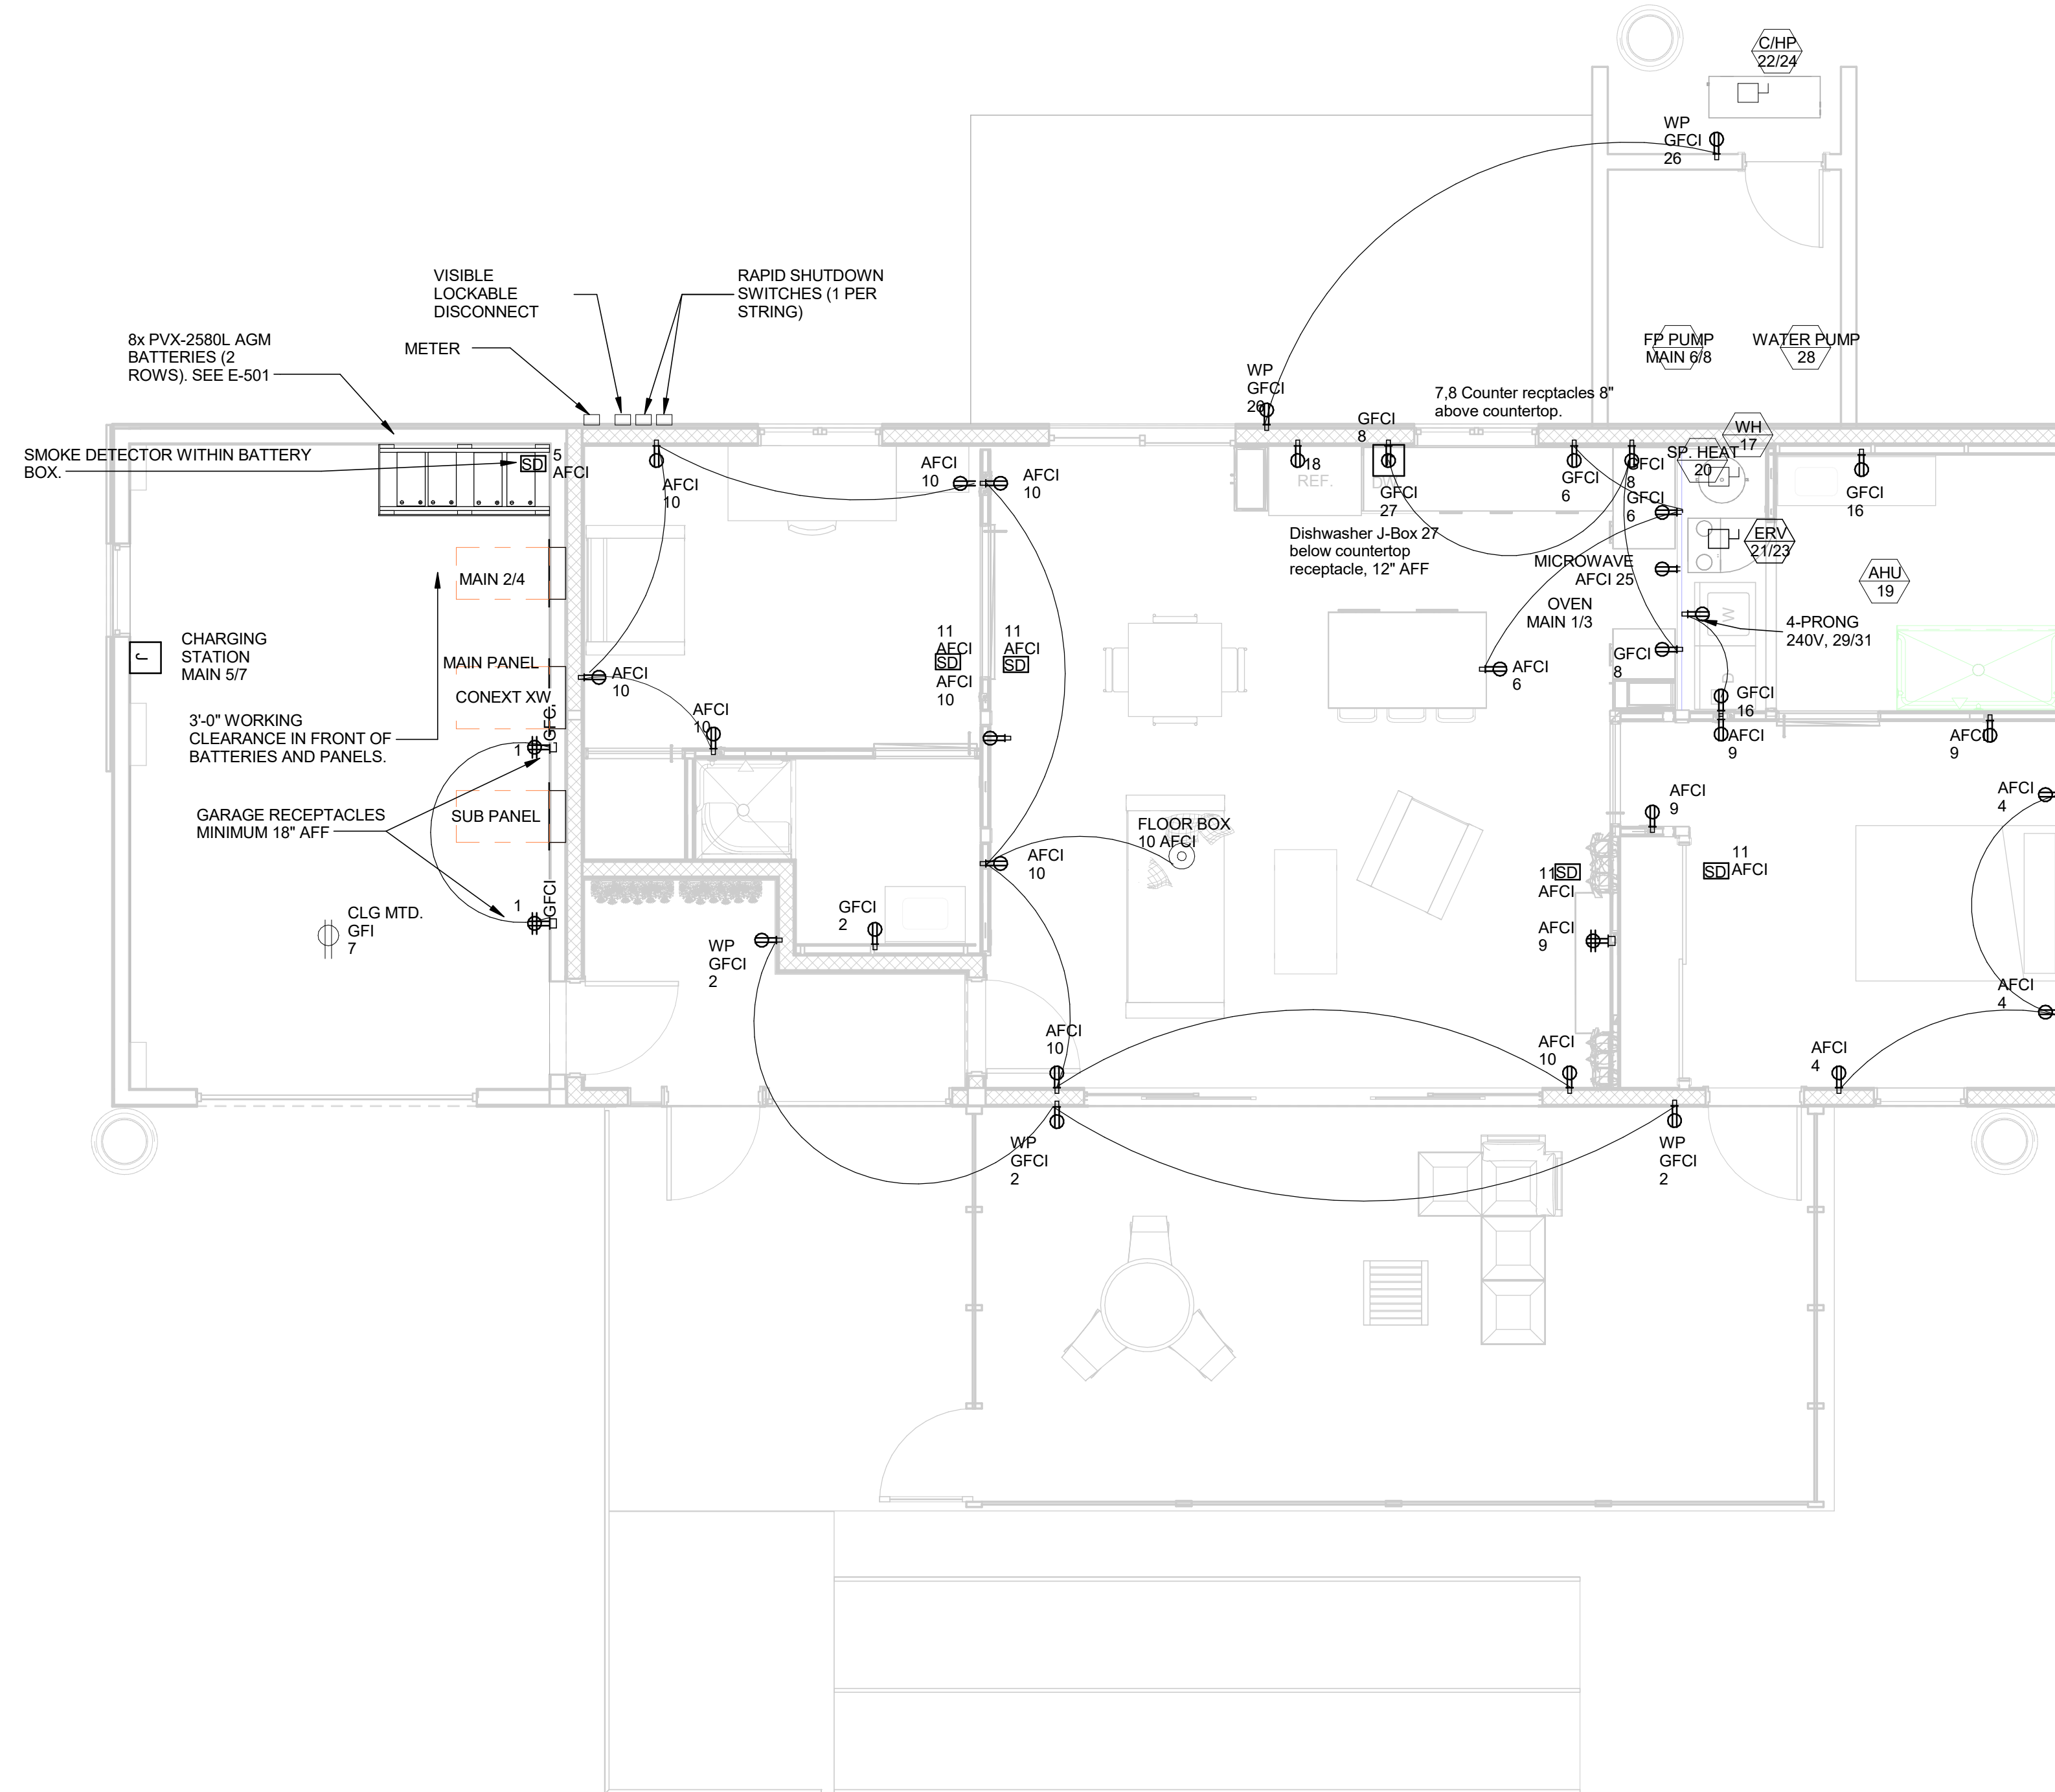 C/HP
22/24
WP
GFCI
26
VISIBLE
LOCKABLE
DISCONNECT
RAPID SHUTDOWN
SWITCHES (1 PER
STRING)
8x PVX-2580L AGM
BATTERIES (2
ROWS). SEE E-501
METER
FP PUMP
MAIN 6/8
WATER PUMP
28
WP
GFCI
26
7,8 Counter recptacles 8"
above countertop.
GFCI
8
WH
17
SP. HEAT
20
SMOKE DETECTOR WITHIN BATTERY
BOX.
SD
5
AFCI
AFCI
10
AFCI
10
AFCI
10
18
REF.
DW
GFCI
27
GFCI
6
GFCI
8
GFCI
6
GFCI
16
Dishwasher J-Box 27
below countertop
receptacle, 12" AFF
ERV
21/23
MICROWAVE
AFCI 25
AHU
19
MAIN 2/4
OVEN
MAIN 1/3
W
4-PRONG
240V, 29/31
J
CHARGING
STATION
MAIN 5/7
MAIN PANEL
CONEXT XW
11
AFCI
SD
AFCI
10
11
AFCI
SD
AFCI
10
AFCI
6
GFCI
8
D
GFCI
16
3'-0" WORKING
CLEARANCE IN FRONT OF
BATTERIES AND PANELS.
GFCI
1
AFCI
10
AFCI
9
AFCI
9
GARAGE RECEPTACLES
MINIMUM 18" AFF
SUB PANEL
AFCI
9
AFCI
4
FLOOR BOX
10 AFCI
AFCI
10
11
SD
AFCI
SD
11
AFCI
1
GFCI
CLG MTD.
GFI
7
GFCI
2
WP
GFCI
2
AFCI
9
AFCI
4
AFCI
10
AFCI
10
AFCI
4
WP
GFCI
2
WP
GFCI
2